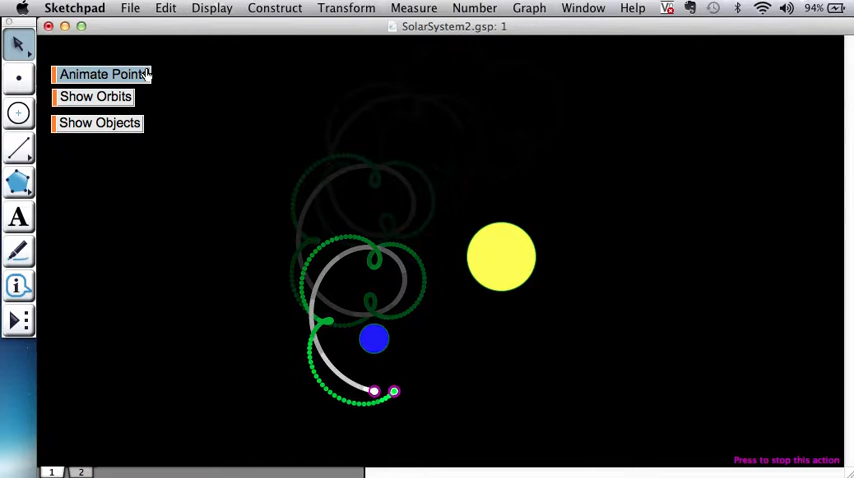 Sketchpad File Edit Display Construct Transform Measure Number Graph Window Help 94%
SolarSystem2.gsp: 1
Animate Points
Show Orbits
Show Objects
A
Press to stop this action
1 2